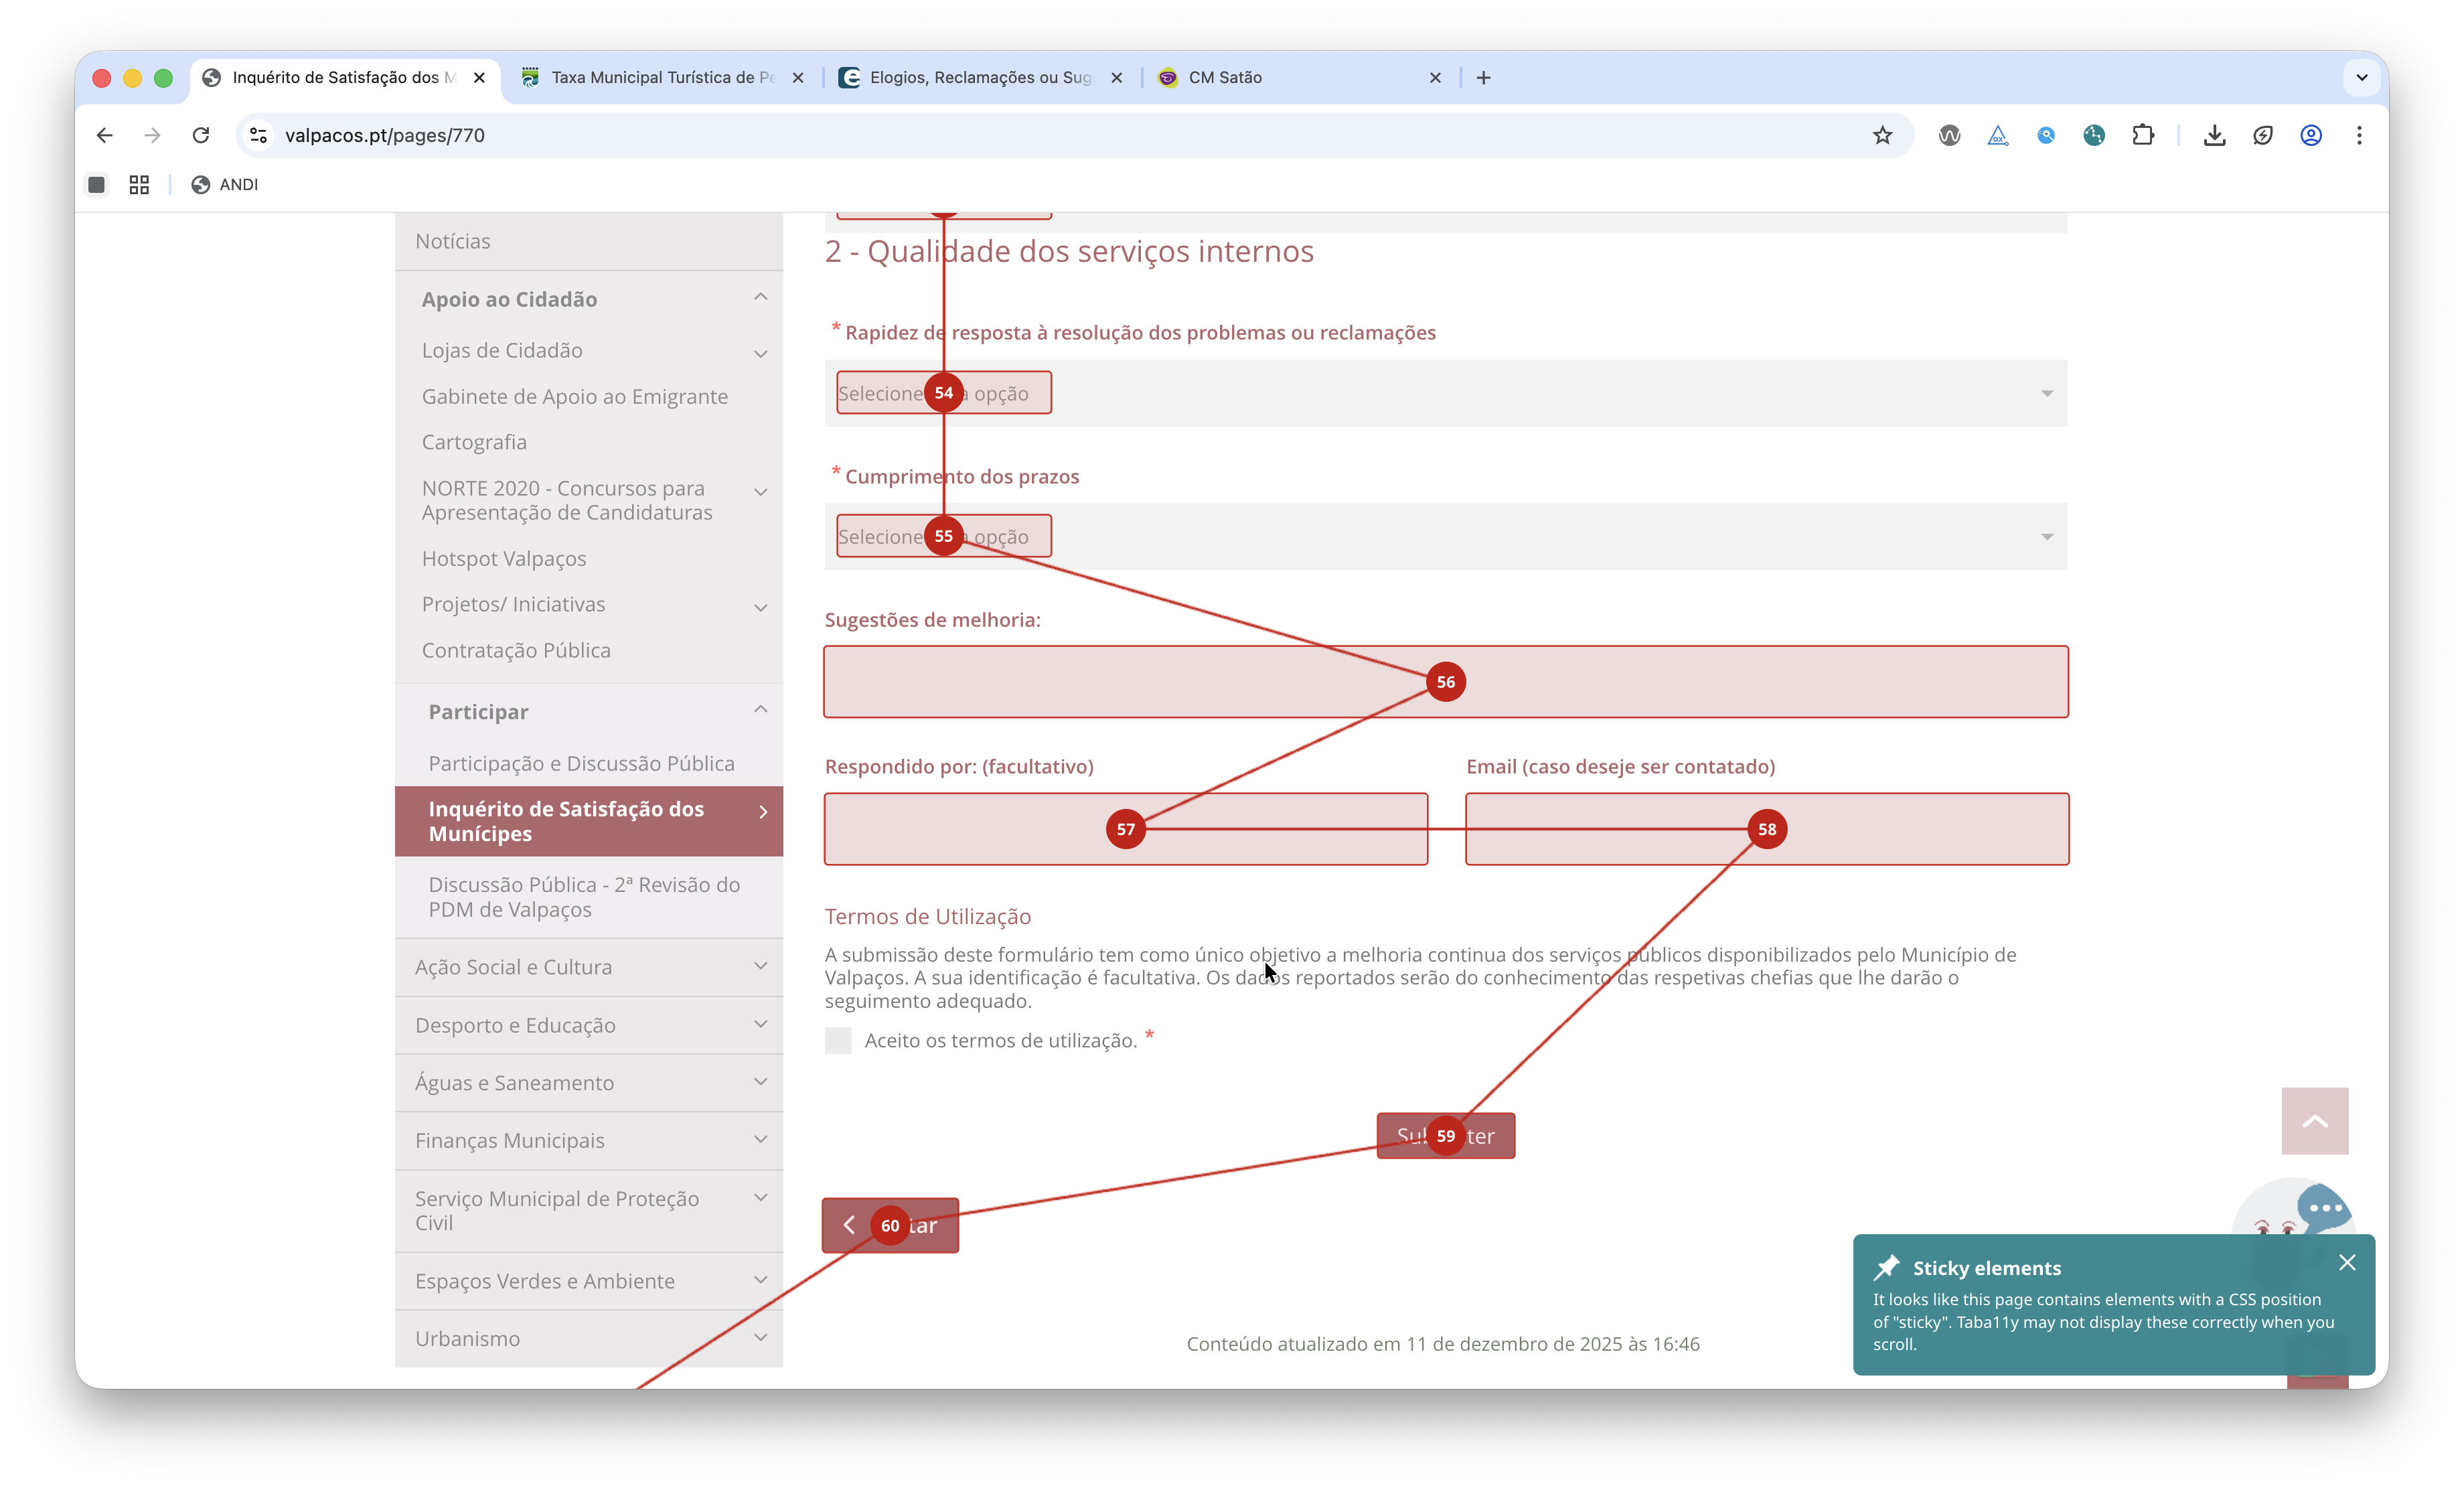 Inquérito de Satisfação dos M
Taxa Municipal Turística de Pe
Elogios, Reclamações ou Sug
CM Satão
valpacos.pt/pages/770
ANDI
Notícias
Apoio ao Cidadão
Lojas de Cidadão
Gabinete de Apoio ao Emigrante
Cartografia
NORTE 2020 - Concursos para
Apresentação de Candidaturas
Hotspot Valpaços
Projetos/ Iniciativas
Contratação Pública
Participar
Participação e Discussão Pública
Inquérito de Satisfação dos
Munícipes
Discussão Pública - 2ª Revisão do
PDM de Valpaços
Ação Social e Cultura
Desporto e Educação
Águas e Saneamento
Finanças Municipais
Serviço Municipal de Proteção
Civil
Espaços Verdes e Ambiente
Urbanismo
2 - Qualidade dos serviços internos
* Rapidez de resposta à resolução dos problemas ou reclamações
Selecione 54 opção
* Cumprimento dos prazos
Selecione 55 opção
Sugestões de melhoria:
56
Respondido por: (facultativo)
Email (caso deseje ser contatado)
57
58
Termos de Utilização
A submissão deste formulário tem como único objetivo a melhoria continua dos serviços públicos disponibilizados pelo Município de
Valpaços. A sua identificação é facultativa. Os dados reportados serão do conhecimento das respetivas chefias que lhe darão o
seguimento adequado.
Aceito os termos de utilização. *
59
60
Conteúdo atualizado em 11 de dezembro de 2025 às 16:46
Sticky elements
It looks like this page contains elements with a CSS position
of "sticky". Taba11y may not display these correctly when you
scroll.